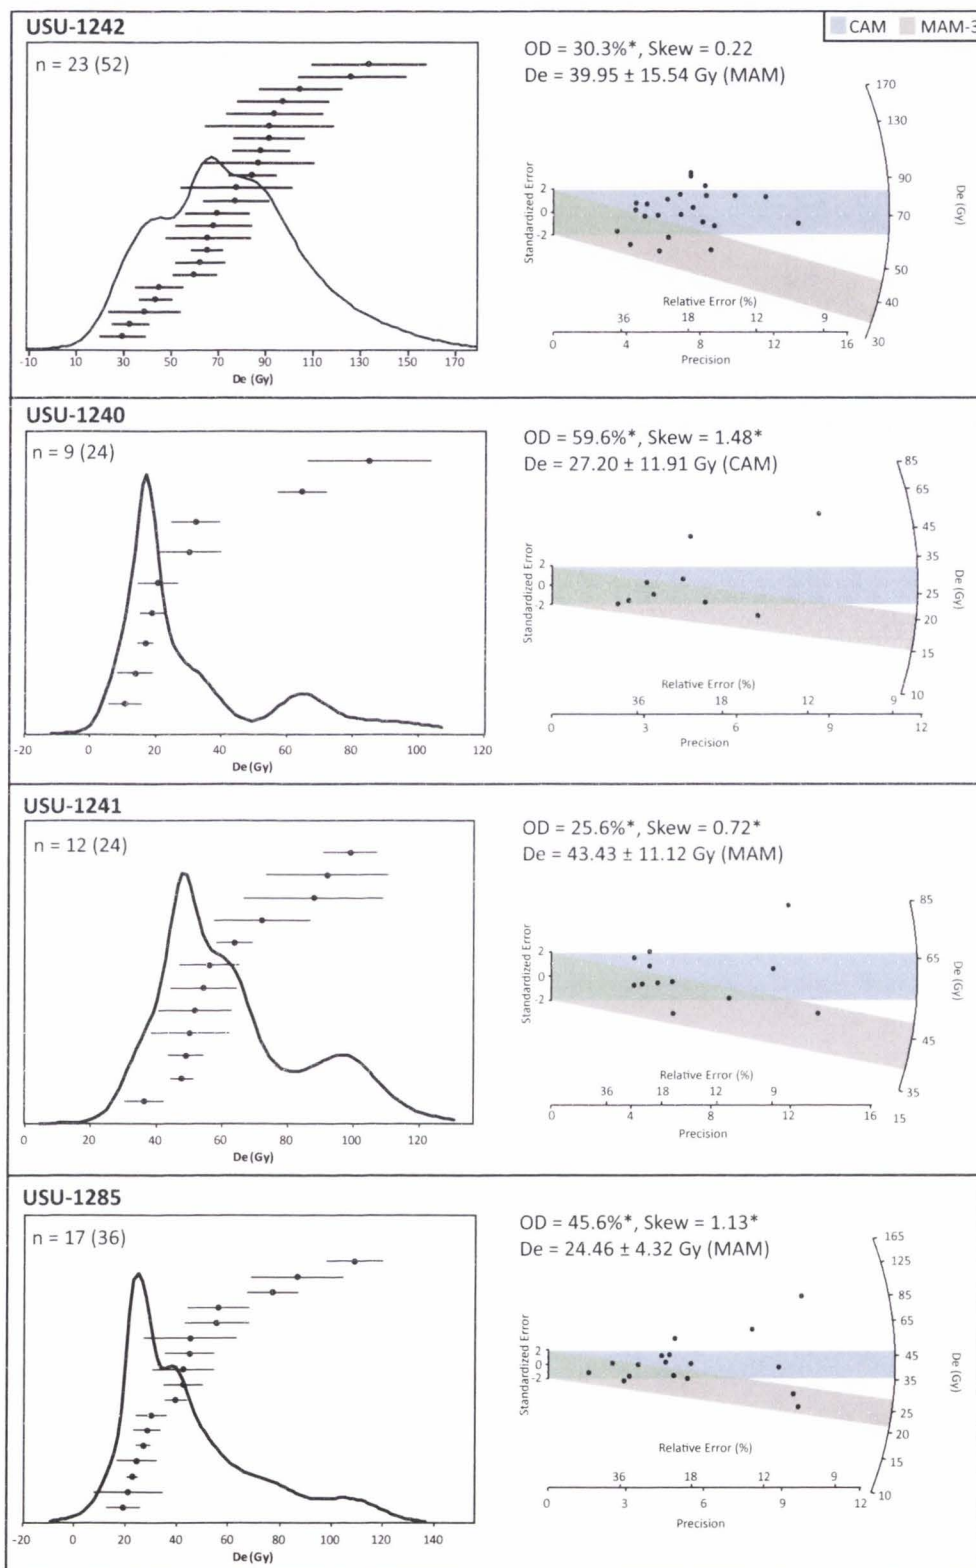 USU-1242
CAM MAM-3
n = 23 (52)
OD = 30.3%*, Skew = 0.22
De = 39.95 ± 15.54 Gy (MAM)
-10 10 30 50 70 90 110 130 150 170
De (Gy)
Standardized Error
2
0
-2
170
130
90
70
50
40
30
De (Gy)
Relative Error (%)
36 18 12 9
0 4 8 13 16
Precision
USU-1240
n = 9 (24)
OD = 59.6%*, Skew = 1.48*
De = 27.20 ± 11.91 Gy (CAM)
-20 0 20 40 60 80 100 120
De (Gy)
Standardized Error
2
0
-2
85
65
45
35
25
20
15
10
De (Gy)
Relative Error (%)
36 18 12 9
0 3 6 9 12
Precision
USU-1241
n = 12 (24)
OD = 25.6%*, Skew = 0.72*
De = 43.43 ± 11.12 Gy (MAM)
0 20 40 60 80 100 120
De (Gy)
Standardized Error
2
0
-2
85
65
45
35
15
De (Gy)
Relative Error (%)
36 18 12 9
0 4 8 12 16
Precision
USU-1285
n = 17 (36)
OD = 45.6%*, Skew = 1.13*
De = 24.46 ± 4.32 Gy (MAM)
-20 0 20 40 60 80 100 120 140
De (Gy)
Standardized Error
2
0
-2
165
125
85
65
45
35
25
20
15
10
De (Gy)
Relative Error (%)
36 18 11 9
0 3 6 9 12
Precision